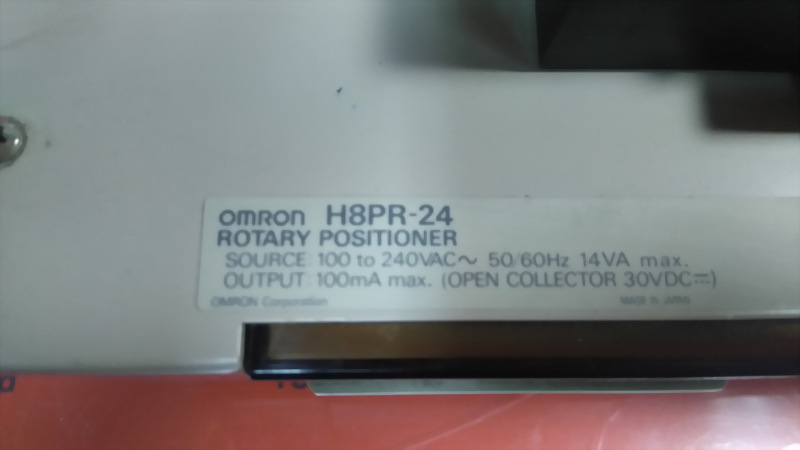 OMRON H8PR-24
ROTARY POSITIONER
SOURCE 100 to 240VAC∼ 50/60Hz 14VA max.
OUTPUT 100mA max. (OPEN COLLECTOR 30VDC⎓)
OMRON Corporation MADE IN JAPAN